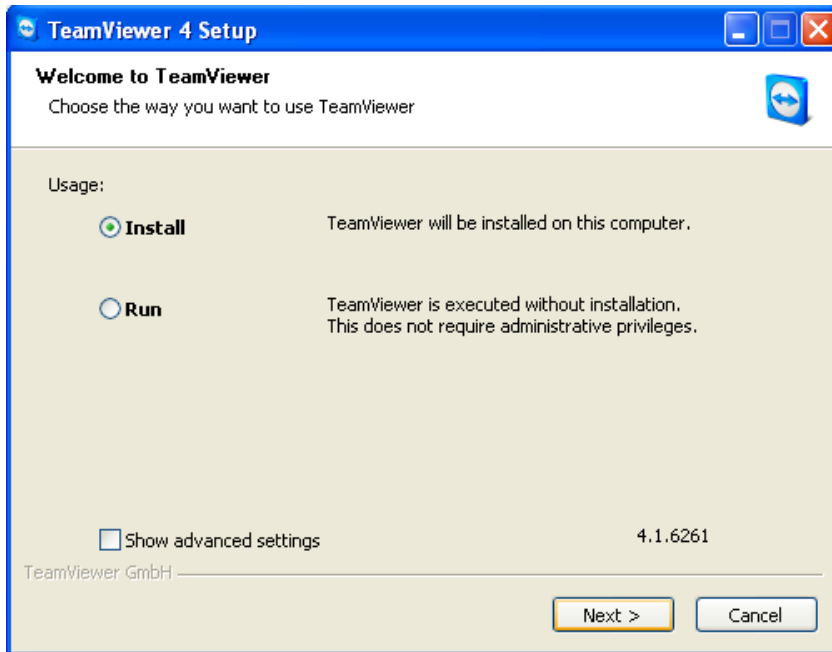 TeamViewer 4 Setup
Welcome to TeamViewer
Choose the way you want to use TeamViewer
Usage:
Install
TeamViewer will be installed on this computer.
Run
TeamViewer is executed without installation.
This does not require administrative privileges.
Show advanced settings
4.1.6261
TeamViewer GmbH
Next >
Cancel